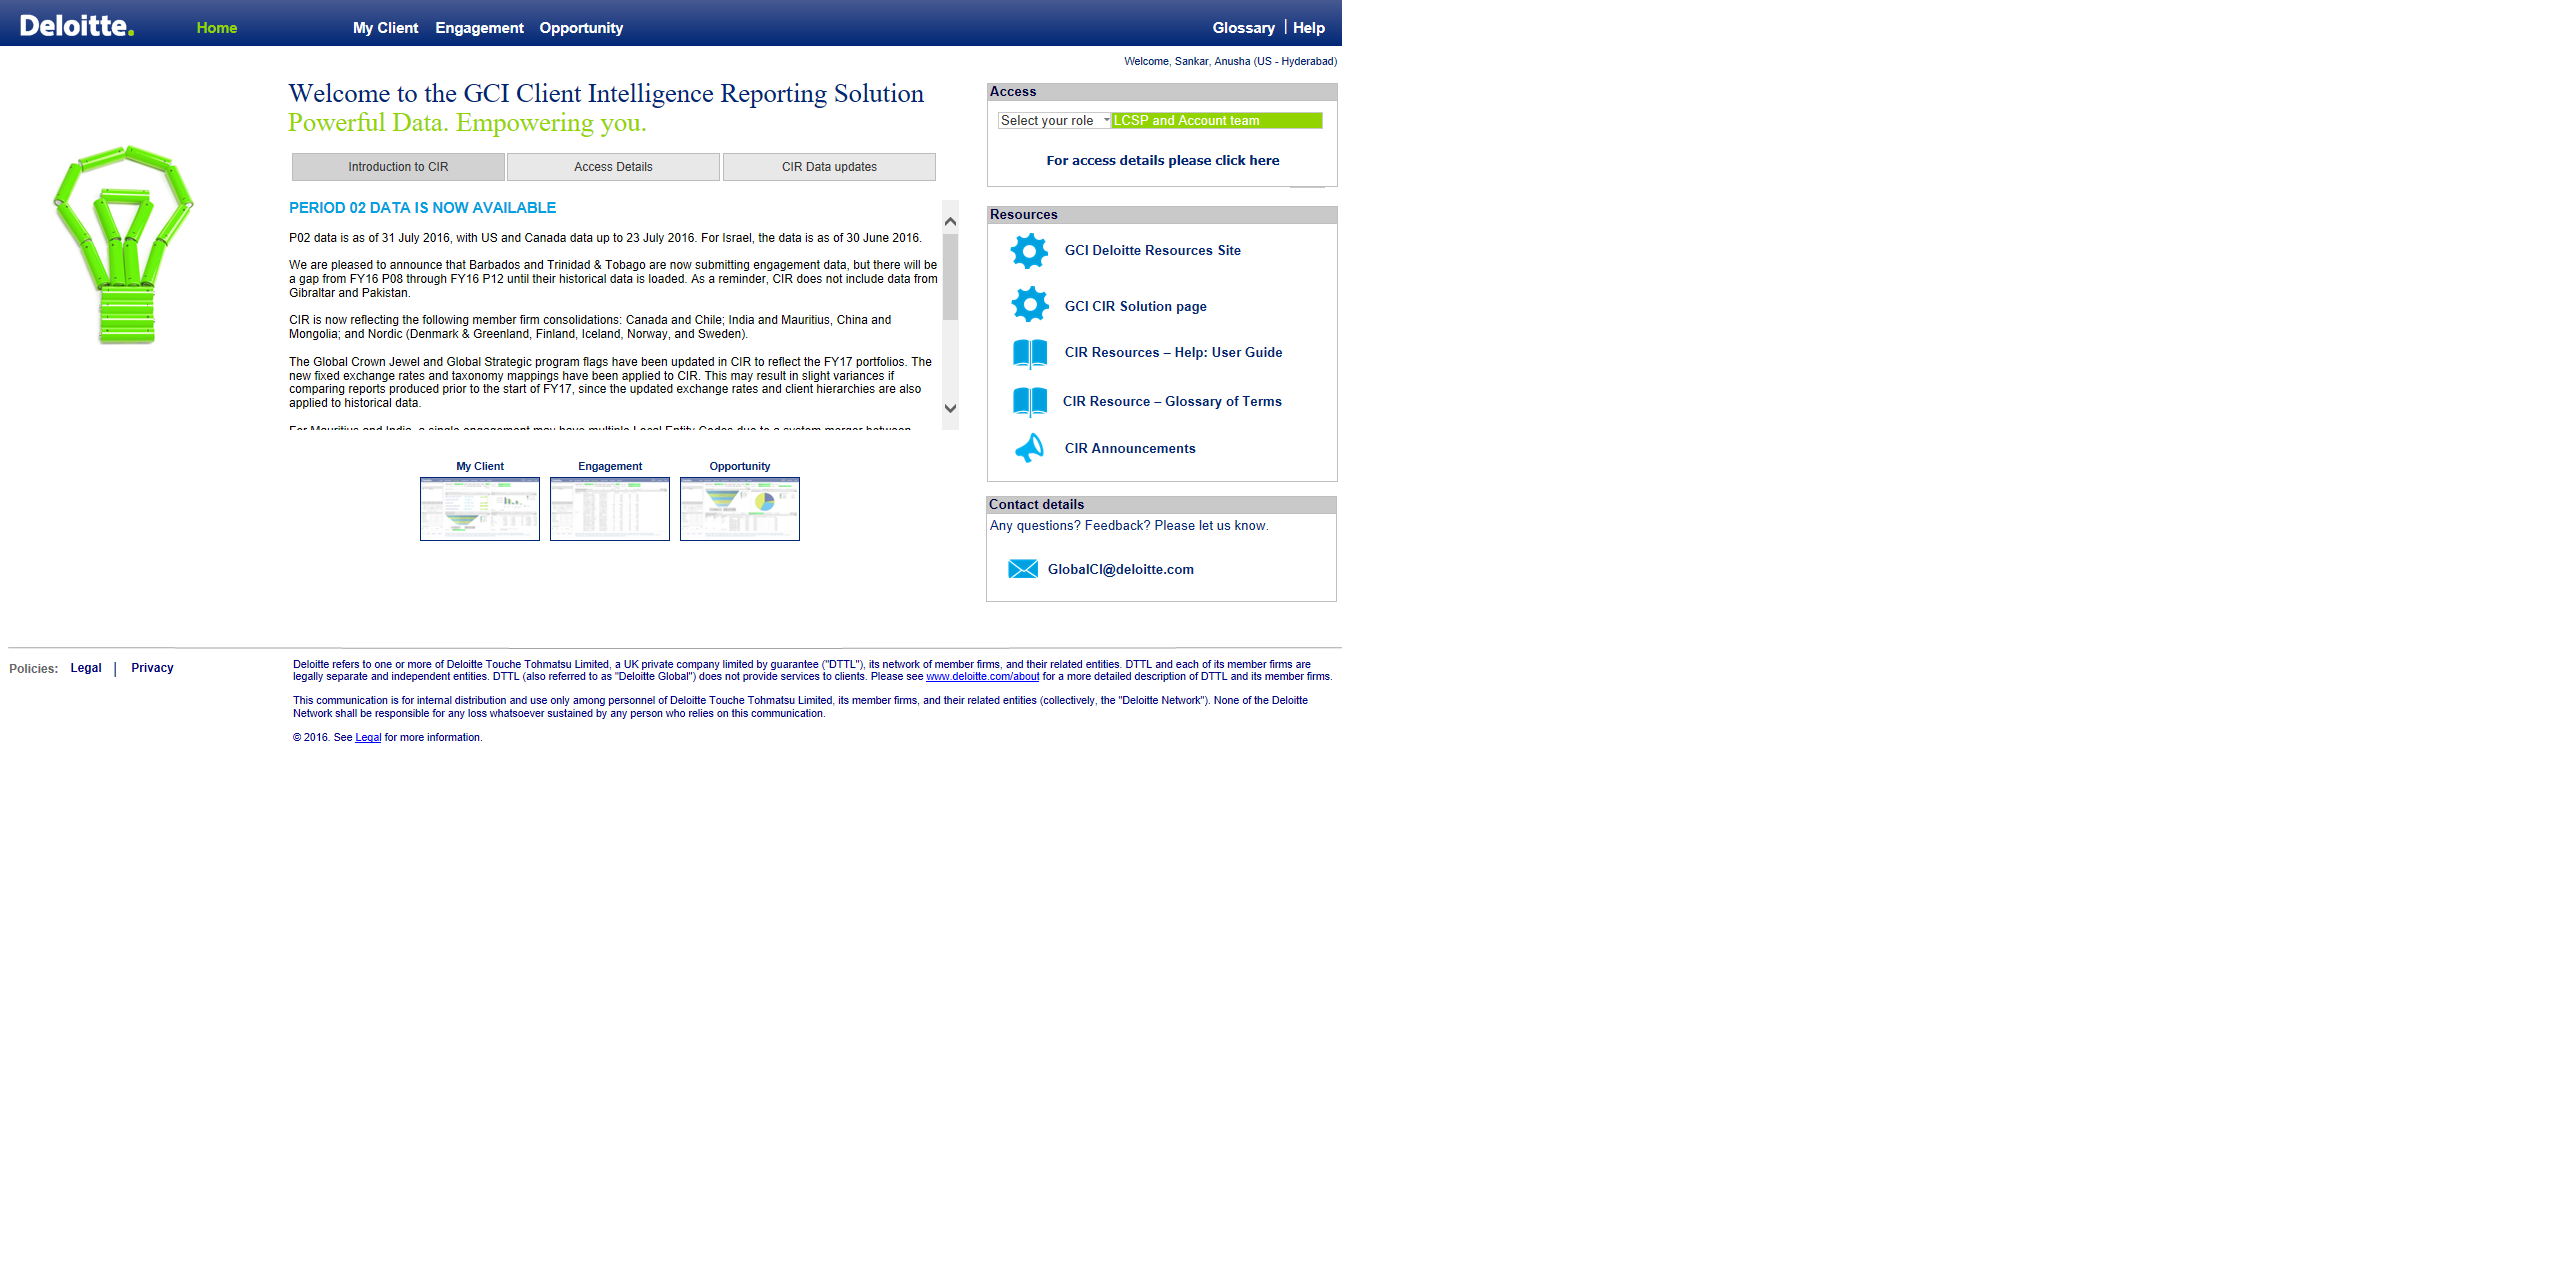 Deloitte.
Home
My Client
Engagement
Opportunity
Glossary | Help
Welcome, Sankar, Anusha (US - Hyderabad)
Welcome to the GCI Client Intelligence Reporting Solution
Powerful Data. Empowering you.
Introduction to CIR
Access Details
CIR Data updates
PERIOD 02 DATA IS NOW AVAILABLE
P02 data is as of 31 July 2016, with US and Canada data up to 23 July 2016. For Israel, the data is as of 30 June 2016.
We are pleased to announce that Barbados and Trinidad & Tobago are now submitting engagement data, but there will be
a gap from FY16 P08 through FY16 P12 until their historical data is loaded. As a reminder, CIR does not include data from
Gibraltar and Pakistan.
CIR is now reflecting the following member firm consolidations: Canada and Chile; India and Mauritius, China and
Mongolia; and Nordic (Denmark & Greenland, Finland, Iceland, Norway, and Sweden).
The Global Crown Jewel and Global Strategic program flags have been updated in CIR to reflect the FY17 portfolios. The
new fixed exchange rates and taxonomy mappings have been applied to CIR. This may result in slight variances if
comparing reports produced prior to the start of FY17, since the updated exchange rates and client hierarchies are also
applied to historical data.
For Mauritius and India, a single engagement may have multiple Local Entity Codes due to a system merger between
My Client
Engagement
Opportunity
Access
Select your role
LCSP and Account team
For access details please click here
Resources
GCI Deloitte Resources Site
GCI CIR Solution page
CIR Resources – Help: User Guide
CIR Resource – Glossary of Terms
CIR Announcements
Contact details
Any questions? Feedback? Please let us know.
GlobalCI@deloitte.com
Policies: Legal | Privacy
Deloitte refers to one or more of Deloitte Touche Tohmatsu Limited, a UK private company limited by guarantee ("DTTL"), its network of member firms, and their related entities. DTTL and each of its member firms are
legally separate and independent entities. DTTL (also referred to as "Deloitte Global") does not provide services to clients. Please see www.deloitte.com/about for a more detailed description of DTTL and its member firms.
This communication is for internal distribution and use only among personnel of Deloitte Touche Tohmatsu Limited, its member firms, and their related entities (collectively, the "Deloitte Network"). None of the Deloitte
Network shall be responsible for any loss whatsoever sustained by any person who relies on this communication.
© 2016. See Legal for more information.